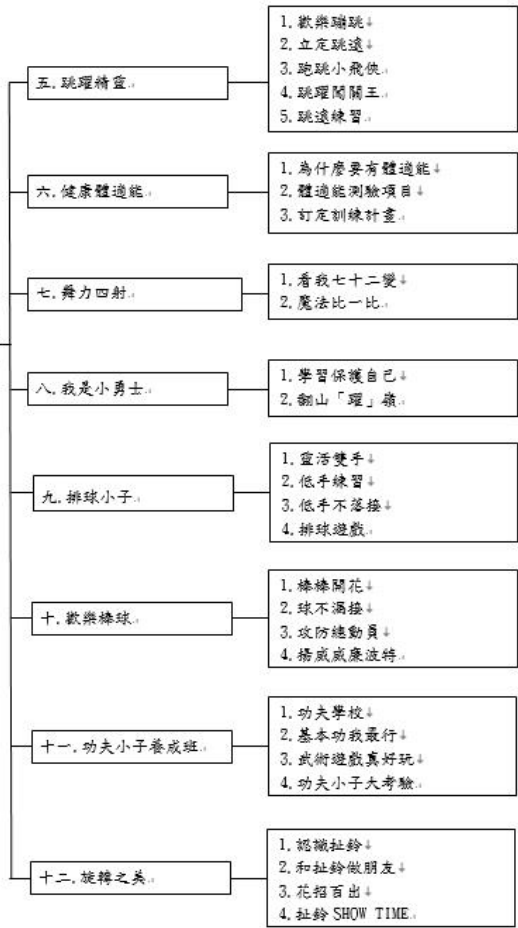 五.跳躍精靈
1.歡樂蹦跳
2.立定跳遠
3.跑跳小飛俠
4.跳躍闖關王
5.跳遠練習
六.健康體適能
1.為什麼要有體適能
2.體適能測驗項目
3.訂定訓練計畫
七.舞力四射
1.看我七十二變
2.魔法比一比
八.我是小勇士
1.學習保護自己
2.翻山「躍」嶺
九.排球小子
1.靈活雙手
2.低手練習
3.低手不落接
4.排球遊戲
十.歡樂棒球
1.棒棒開花
2.球不漏接
3.攻防總動員
4.揚威威廉波特
十一.功夫小子養成班
1.功夫學校
2.基本功我最行
3.武術遊戲真好玩
4.功夫小子大考驗
十二.旋轉之美
1.認識扯鈴
2.和扯鈴做朋友
3.花招百出
4.扯鈴 SHOW TIME